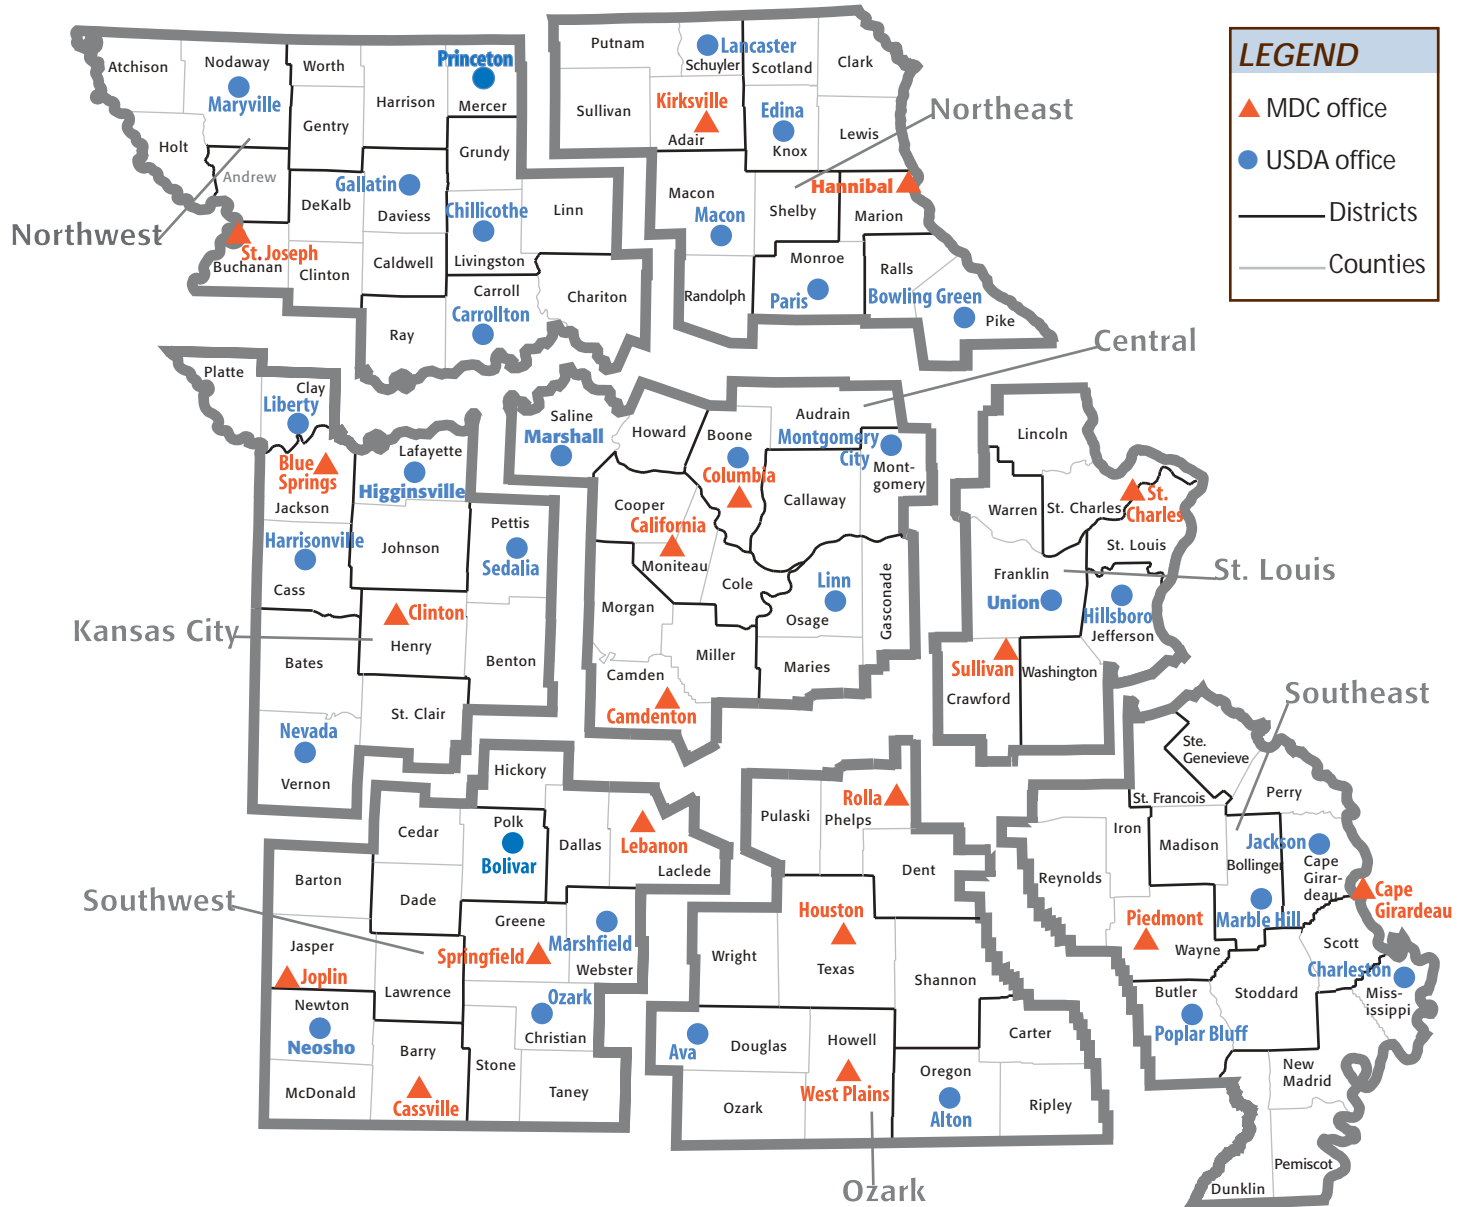 LEGEND
MDC office
USDA office
Districts
Counties
Northwest
Atchison
Nodaway
Maryville
Worth
Harrison
Princeton
Mercer
Gentry
Holt
Andrew
Grundy
Gallatin
DeKalb
Daviess
Chillicothe
Linn
St. Joseph
Buchanan
Clinton
Caldwell
Livingston
Carroll
Chariton
Carrollton
Ray
Northeast
Putnam
Lancaster
Schuyler
Scotland
Clark
Sullivan
Kirksville
Adair
Edina
Knox
Lewis
Hannibal
Macon
Macon
Shelby
Marion
Monroe
Ralls
Randolph
Paris
Bowling Green
Pike
Kansas City
Platte
Clay
Liberty
Lafayette
Blue
Springs
Higginsville
Jackson
Pettis
Harrisonville
Johnson
Sedalia
Cass
Clinton
Henry
Bates
Benton
St. Clair
Nevada
Vernon
Central
Saline
Marshall
Howard
Boone
Audrain
Montgomery
City
Mont-
gomery
Columbia
Callaway
Cooper
California
Moniteau
Cole
Linn
Osage
Gasconade
Morgan
Miller
Maries
Camden
Camdenton
St. Louis
Lincoln
Warren
St. Charles
St.
Charles
St. Louis
Franklin
Union
Hillsboro
Jefferson
Sullivan
Washington
Crawford
Southwest
Hickory
Cedar
Polk
Bolivar
Dallas
Lebanon
Laclede
Barton
Dade
Greene
Marshfield
Springfield
Webster
Jasper
Joplin
Lawrence
Newton
Neosho
Ozark
Christian
Barry
Stone
McDonald
Cassville
Taney
Ozark
Pulaski
Rolla
Phelps
Dent
Houston
Texas
Wright
Shannon
Ava
Douglas
Howell
Carter
West Plains
Oregon
Ozark
Alton
Ripley
Southeast
Ste.
Genevieve
St. Francois
Perry
Iron
Madison
Jackson
Bollinger
Cape
Girar-
deau
Reynolds
Cape
Girardeau
Piedmont
Marble Hill
Wayne
Scott
Charleston
Butler
Stoddard
Miss-
issippi
Poplar Bluff
New
Madrid
Pemiscot
Dunklin